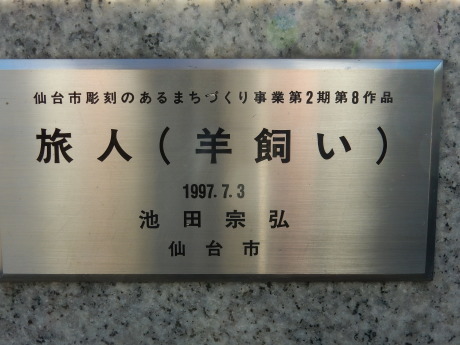 仙台市彫刻のあるまちづくり事業第2期第8作品
旅人(羊飼い)
1997.7.3
池田宗弘
仙台市